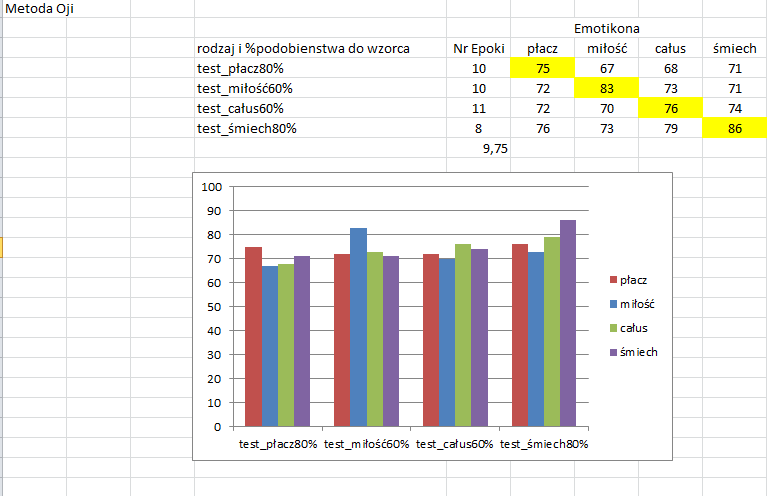 Metoda Oji
Emotikona
rodzaj i %podobienstwa do wzorca Nr Epoki płacz miłość całus śmiech
test_płacz80% 10 75 67 68 71
test_miłość60% 10 72 83 73 71
test_całus60% 11 72 70 76 74
test_śmiech80% 8 76 73 79 86
9,75
100
90
80
70
60
50
40
30
20
10
0
test_płacz80% test_miłość60% test_całus60% test_śmiech80%
płacz
miłość
całus
śmiech